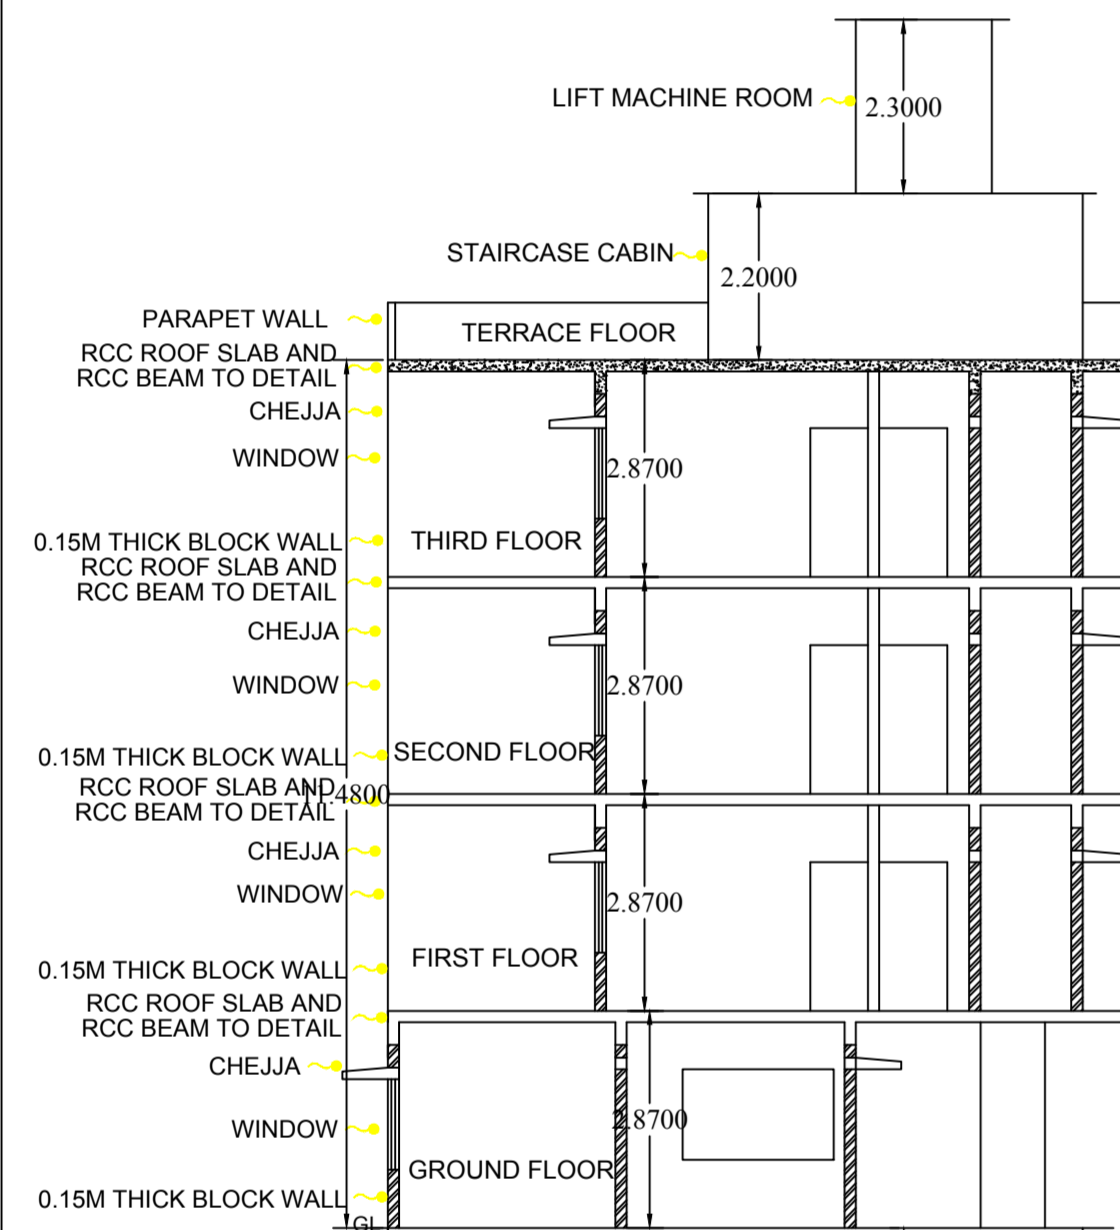 LIFT MACHINE ROOM
2.3000
STAIRCASE CABIN
2.2000
PARAPET WALL
TERRACE FLOOR
RCC ROOF SLAB AND
RCC BEAM TO DETAIL
CHEJJA
WINDOW
2.8700
0.15M THICK BLOCK WALL
THIRD FLOOR
RCC ROOF SLAB AND
RCC BEAM TO DETAIL
CHEJJA
WINDOW
2.8700
0.15M THICK BLOCK WALL
SECOND FLOOR
RCC ROOF SLAB AND
11.4800
RCC BEAM TO DETAIL
CHEJJA
WINDOW
2.8700
0.15M THICK BLOCK WALL
FIRST FLOOR
RCC ROOF SLAB AND
RCC BEAM TO DETAIL
CHEJJA
WINDOW
2.8700
GROUND FLOOR
0.15M THICK BLOCK WALL
GL